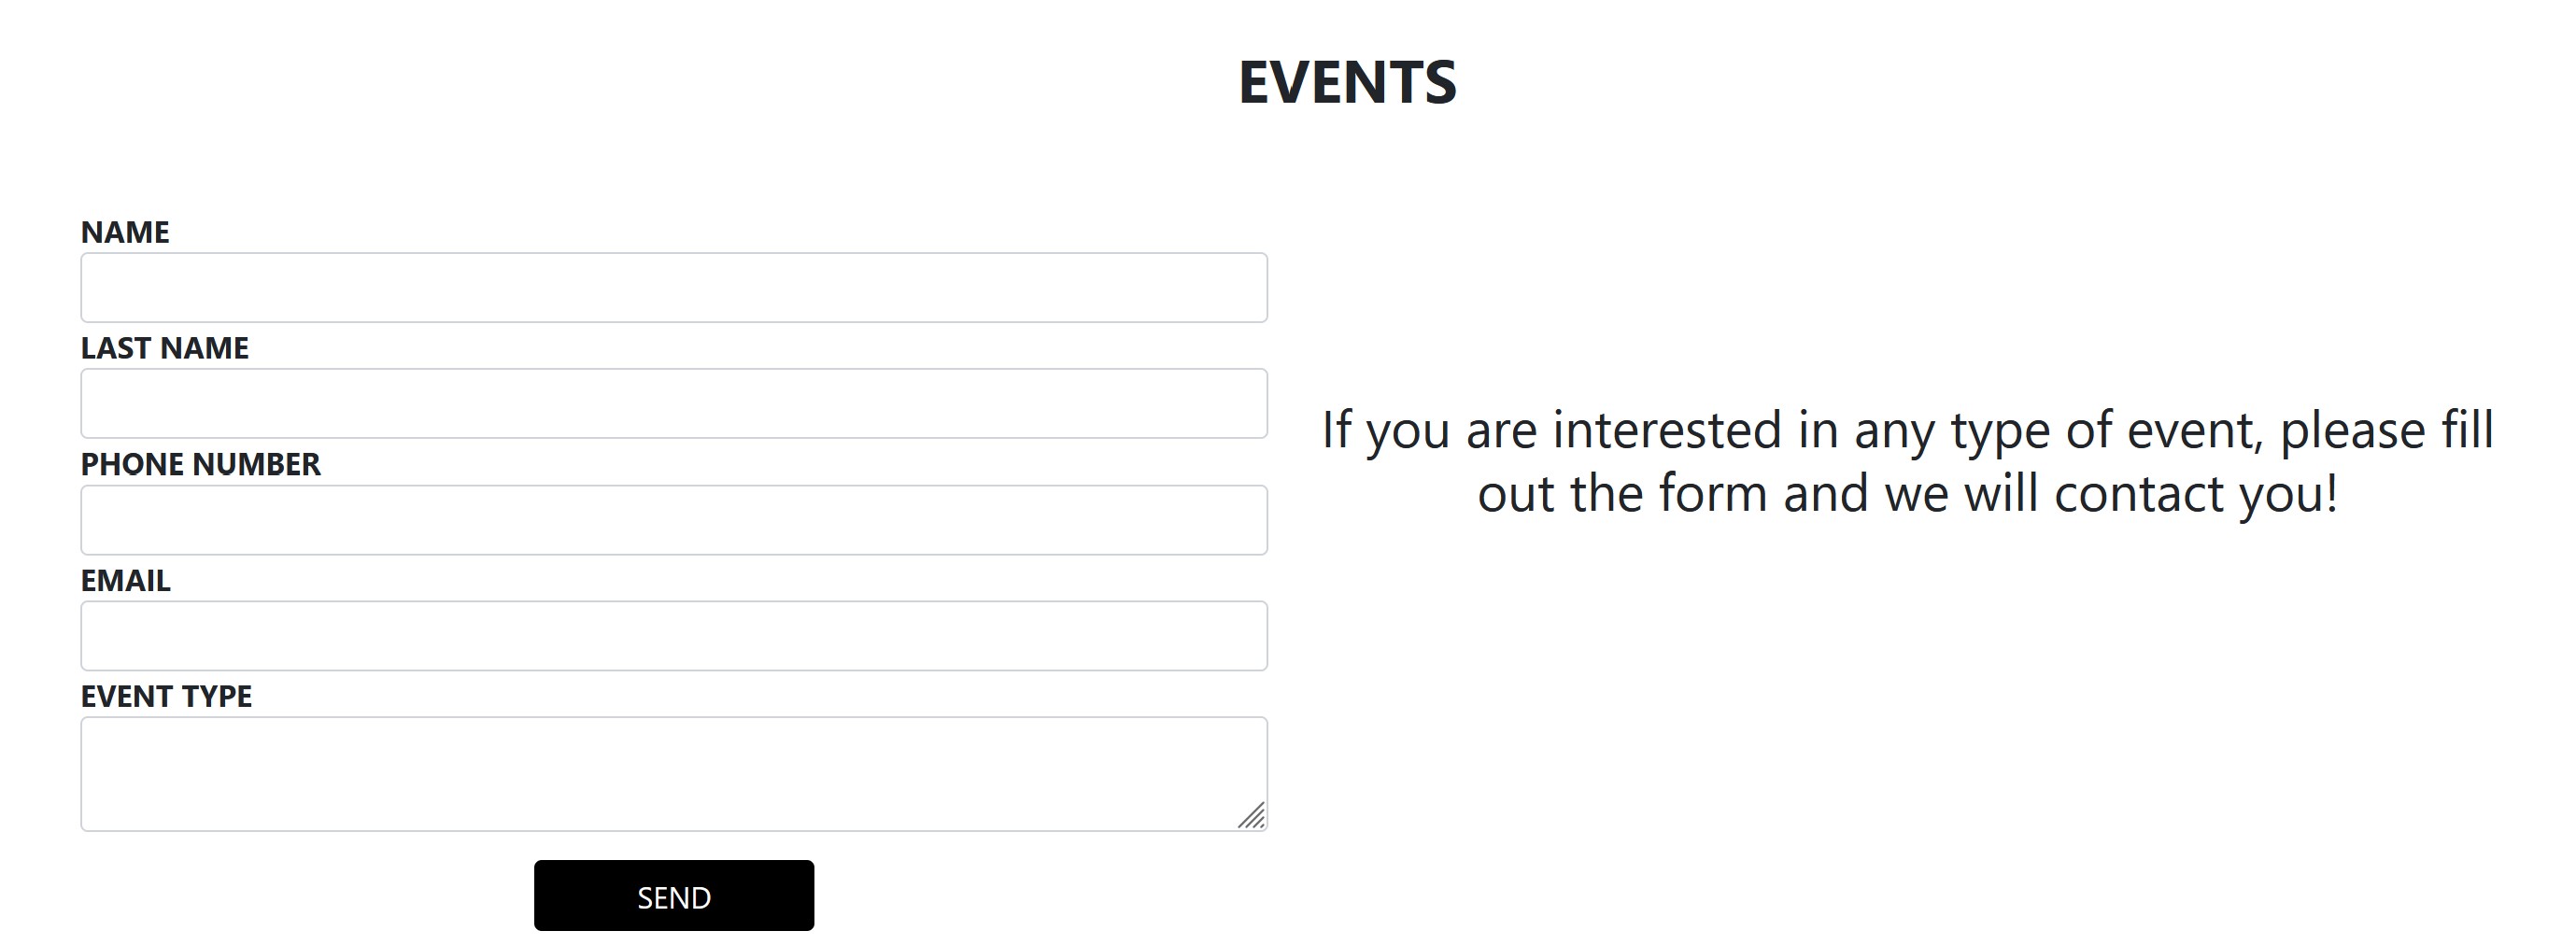 EVENTS
NAME
LAST NAME
PHONE NUMBER
EMAIL
EVENT TYPE
SEND
If you are interested in any type of event, please fill
out the form and we will contact you!